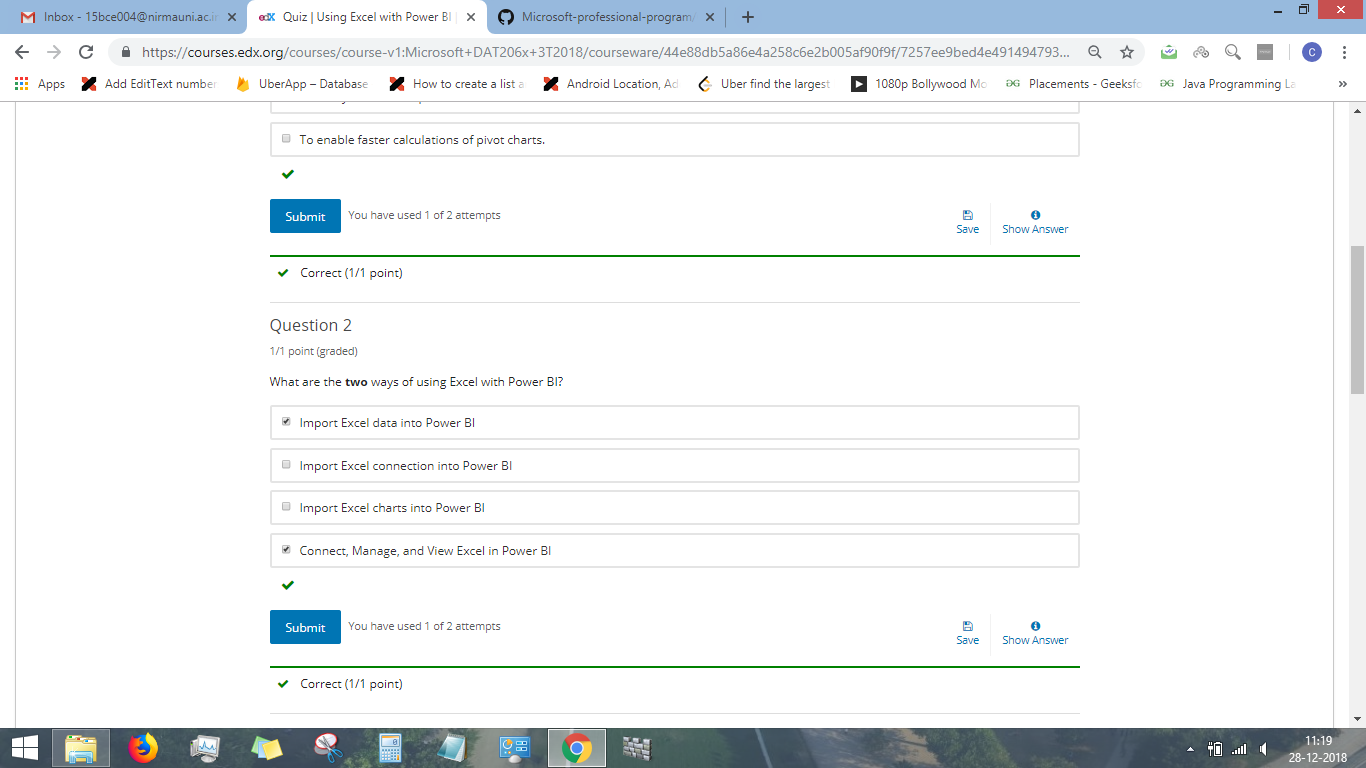 Inbox - 15bce004@nirmauni.ac.in
edX Quiz | Using Excel with Power BI |
Microsoft-professional-program/
https://courses.edx.org/courses/course-v1:Microsoft+DAT206x+3T2018/courseware/44e88db5a86e4a258c6e2b005af90f9f/7257ee9bed4e491494793...
C
Apps
Add EditText number
UberApp – Database
How to create a list a
Android Location, Ad
Uber find the largest
1080p Bollywood Mo
Placements - Geeksfo
Java Programming La
»
To enable faster calculations of pivot charts.
Submit
You have used 1 of 2 attempts
Save
Show Answer
Correct (1/1 point)
Question 2
1/1 point (graded)
What are the two ways of using Excel with Power BI?
Import Excel data into Power BI
Import Excel connection into Power BI
Import Excel charts into Power BI
Connect, Manage, and View Excel in Power BI
Submit
You have used 1 of 2 attempts
Save
Show Answer
Correct (1/1 point)
11:19
28-12-2018